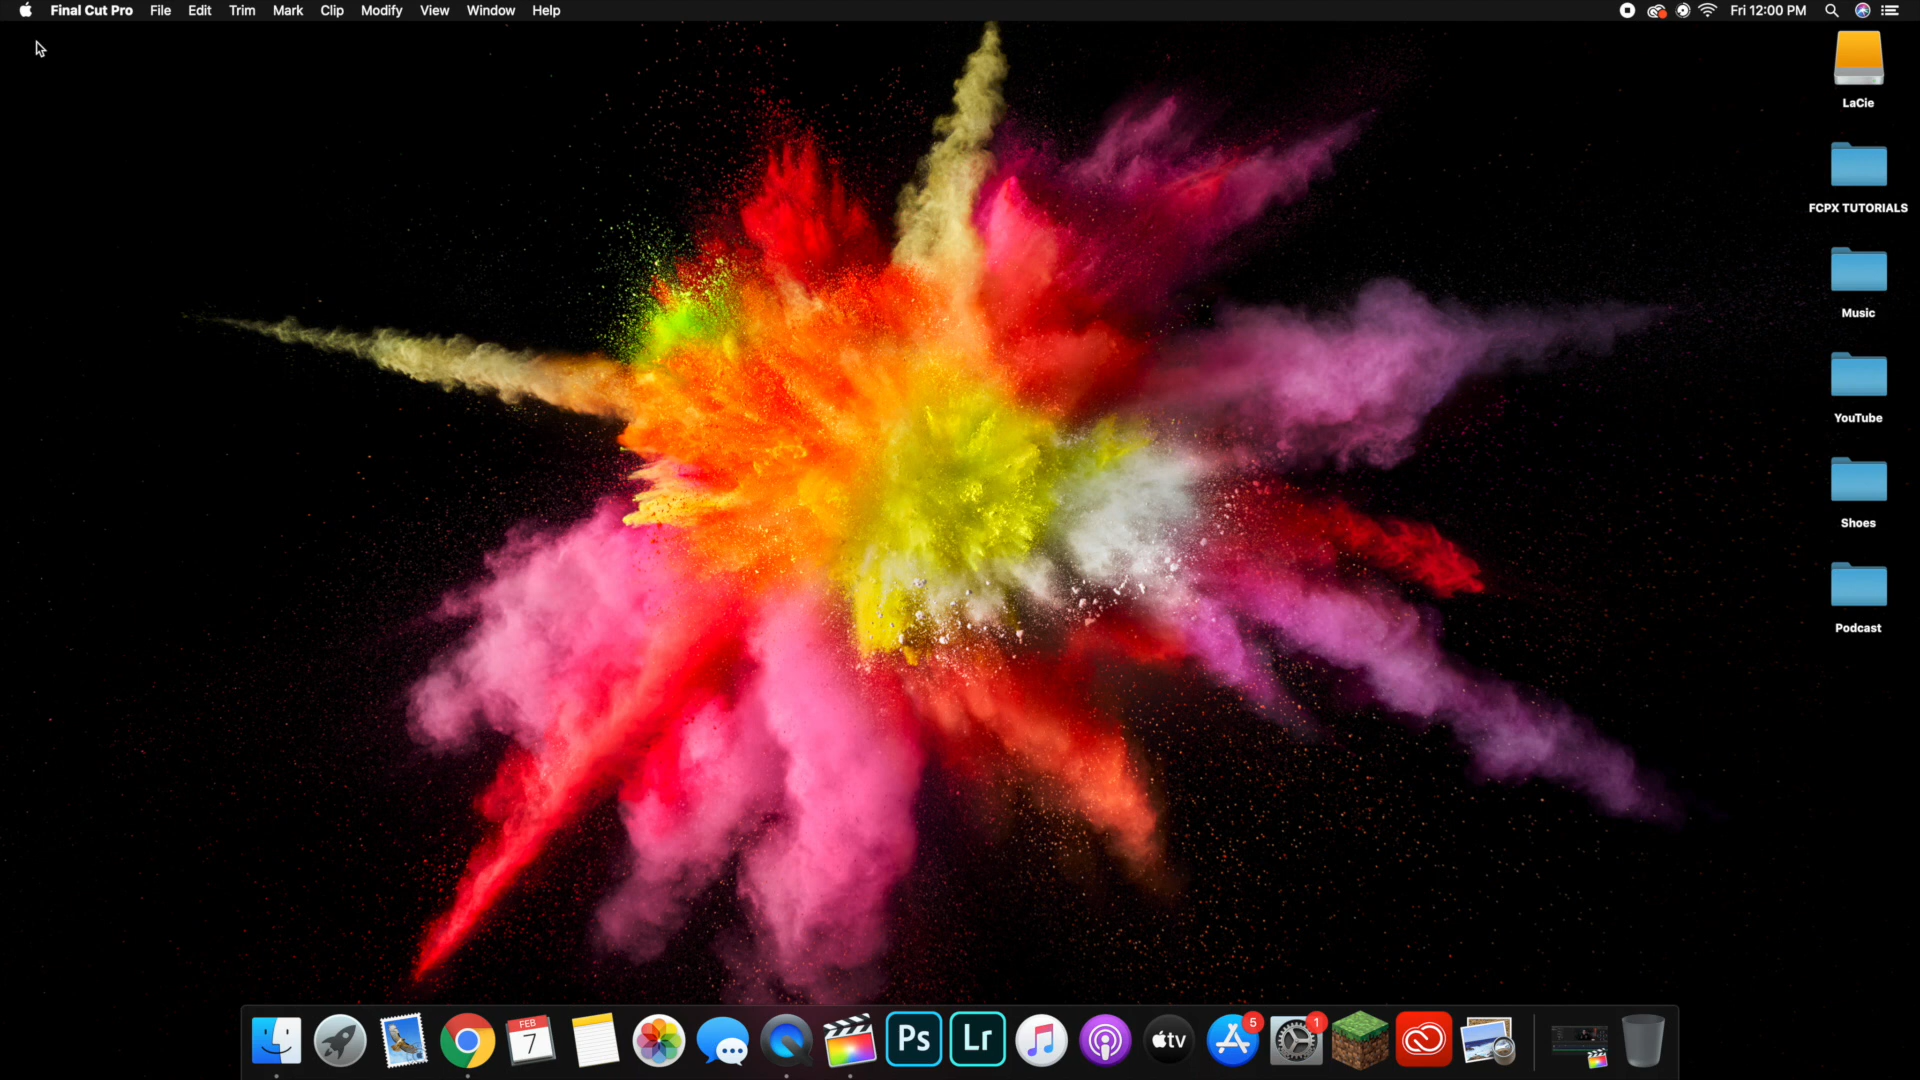 Final Cut Pro File Edit Trim Mark Clip Modify View Window Help Fri 12:00 PM
LaCie
FCPX TUTORIALS
Music
YouTube
Shoes
Podcast
FEB
7
Ps
Lr
tv
5
1